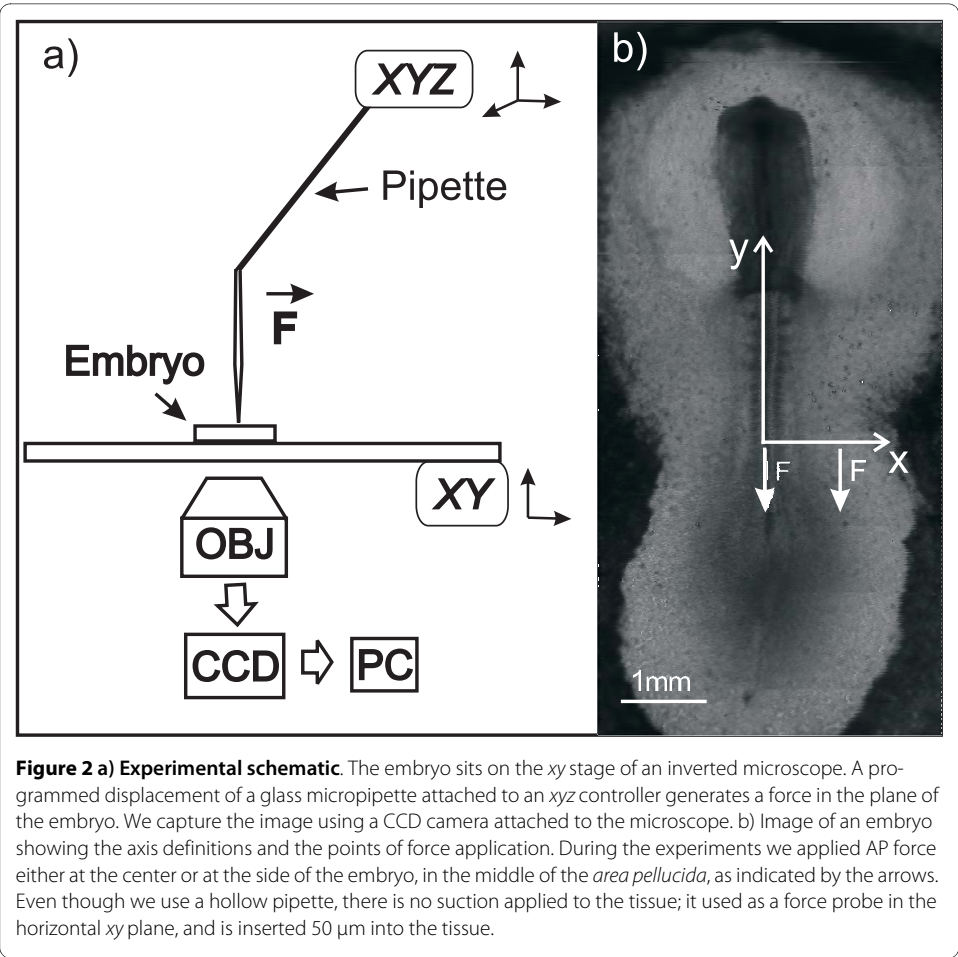 a)
XYZ
Pipette
F
Embryo
XY
OBJ
CCD
PC
b)
y
x
F
F
1mm
Figure 2 a) Experimental schematic. The embryo sits on the xy stage of an inverted microscope. A pro-
grammed displacement of a glass micropipette attached to an xyz controller generates a force in the plane of
the embryo. We capture the image using a CCD camera attached to the microscope. b) Image of an embryo
showing the axis definitions and the points of force application. During the experiments we applied AP force
either at the center or at the side of the embryo, in the middle of the area pellucida, as indicated by the arrows.
Even though we use a hollow pipette, there is no suction applied to the tissue; it used as a force probe in the
horizontal xy plane, and is inserted 50 μm into the tissue.